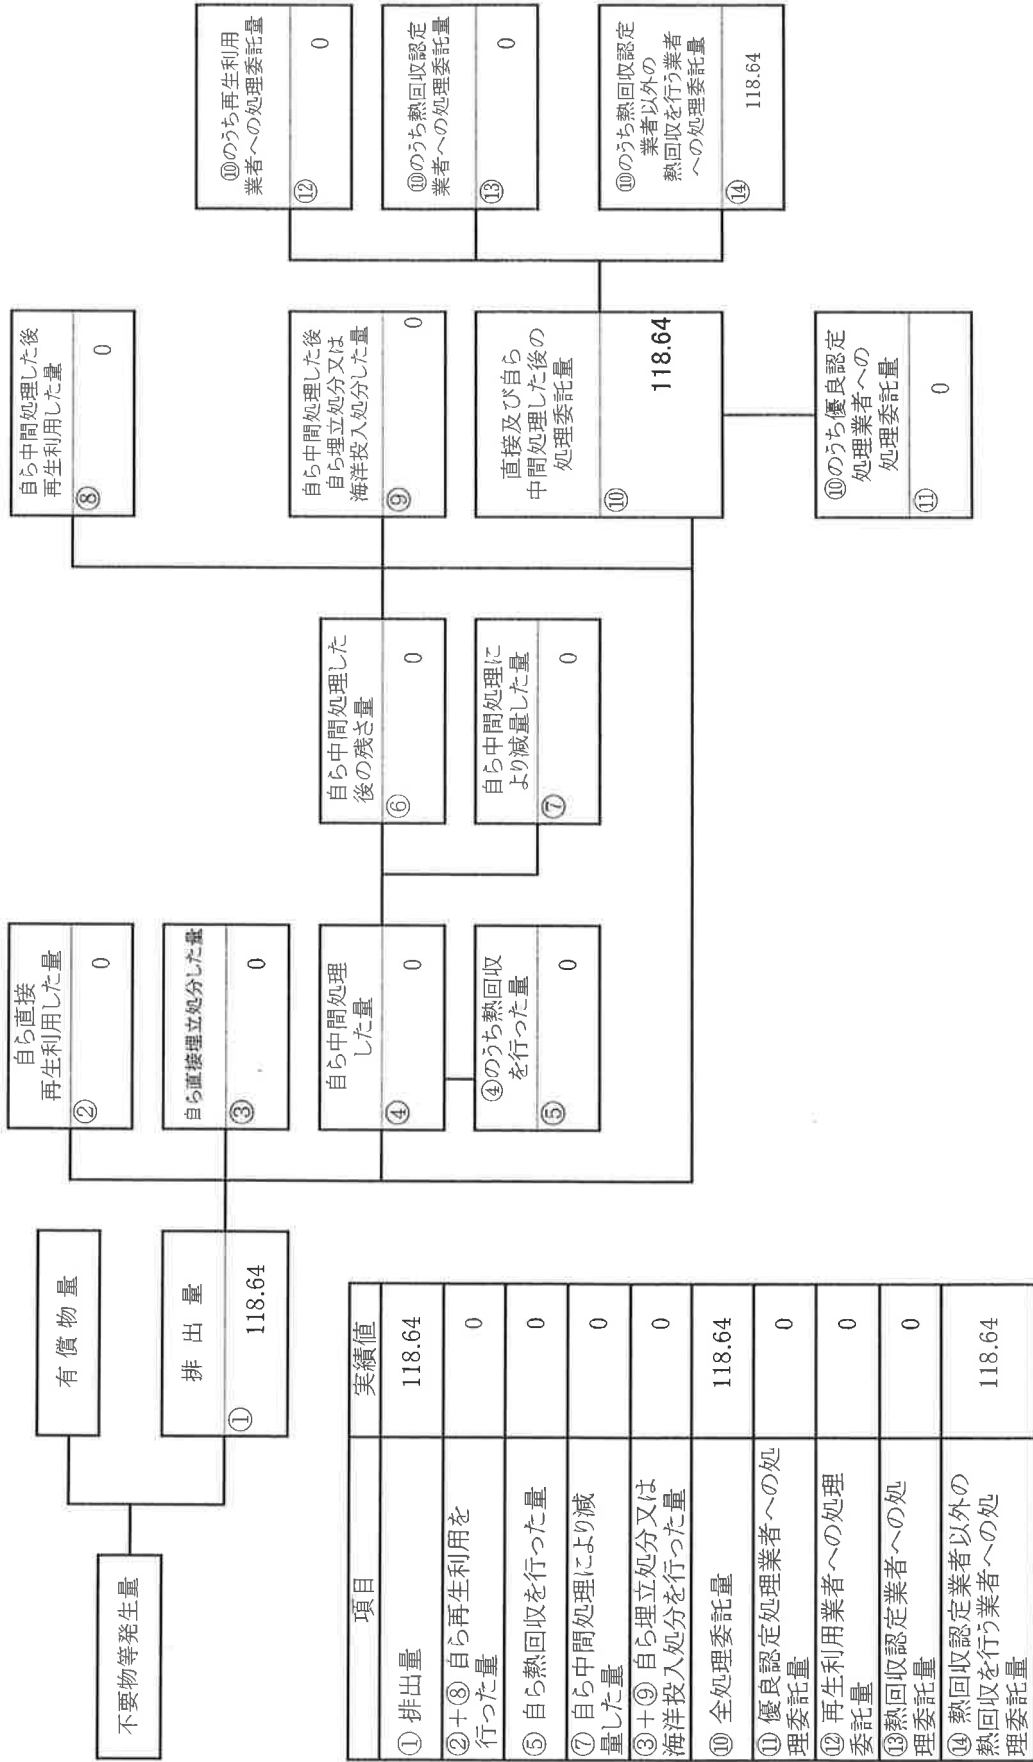 不要物等発生量
有 償 物 量
排 出 量
①
118.64
自ら直接
再生利用した量
②
0
自ら直接埋立処分した量
③
0
自ら中間処理
した量
④
0
④のうち熱回収
を行った量
⑤
0
自ら中間処理した
後の残さ量
⑥
0
自ら中間処理に
より減量した量
⑦
0
自ら中間処理した後
再生利用した量
⑧
0
自ら中間処理した後
自ら埋立処分又は
海洋投入処分した量
⑨
0
直接及び自ら
中間処理した後の
処理委託量
⑩
118.64
⑩のうち優良認定
処理業者への
処理委託量
⑪
0
⑩のうち再生利用
業者への処理委託量
⑫
0
⑩のうち熱回収認定
業者への処理委託量
⑬
0
⑩のうち熱回収認定
業者以外の
熱回収を行う業者
への処理委託量
⑭
118.64
項目 実績値
① 排出量 118.64
②＋⑧ 自ら再生利用を
行った量 0
⑤ 自ら熱回収を行った量 0
⑦ 自ら中間処理により減
量した量 0
③＋⑨ 自ら埋立処分又は
海洋投入処分を行った量 0
⑩ 全処理委託量 118.64
⑪ 優良認定処理業者への処
理委託量 0
⑫ 再生利用業者への処理
委託量 0
⑬熱回収認定業者への処
理委託量 0
⑭ 熱回収認定業者以外の
熱回収を行う業者への処
理委託量 118.64